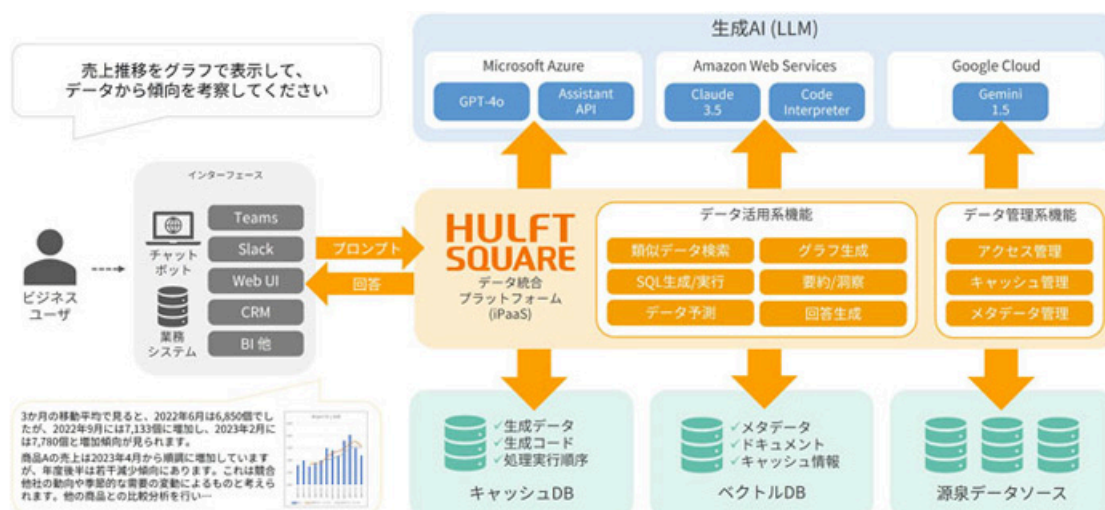 売上推移をグラフで表示して、
データから傾向を考察してください
生成AI (LLM)
Microsoft Azure
GPT-4o
Assistant
API
Amazon Web Services
Claude
3.5
Code
Interpreter
Google Cloud
Gemini
1.5
ビジネス
ユーザ
インターフェース
チャット
ボット
業務
システム
Teams
Slack
Web UI
CRM
BI 他
プロンプト
回答
HULFT
SQUARE
データ統合
プラットフォーム
(iPaaS)
データ活用系機能
類似データ検索
グラフ生成
SQL生成/実行
要約/洞察
データ予測
回答生成
データ管理系機能
アクセス管理
キャッシュ管理
メタデータ管理
3か月の移動平均で見ると、2022年6月は6,850個でし
たが、2022年9月には7,133個に増加し、2023年2月に
は7,780個と増加傾向が見られます。
商品Aの売上は2023年4月から順調に増加しています
が、年度後半は若干減少傾向にあります。これは競合
他社の動向や季節的な需要の変動によるものと考えら
れます。他の商品との比較分析を行い…
✓生成データ
✓生成コード
✓処理実行順序
キャッシュDB
✓メタデータ
✓ドキュメント
✓キャッシュ情報
ベクトルDB
源泉データソース